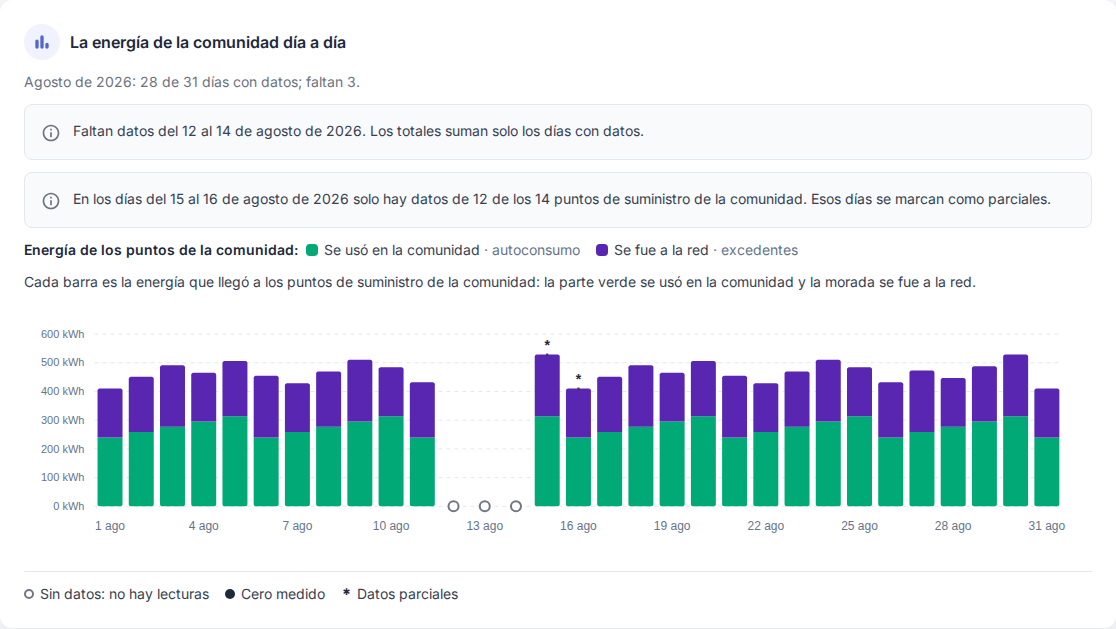 La energía de la comunidad día a día
Agosto de 2026: 28 de 31 días con datos; faltan 3.
Faltan datos del 12 al 14 de agosto de 2026. Los totales suman solo los días con datos.
En los días del 15 al 16 de agosto de 2026 solo hay datos de 12 de los 14 puntos de suministro de la comunidad. Esos días se marcan como parciales.
Energía de los puntos de la comunidad: Se usó en la comunidad · autoconsumo Se fue a la red · excedentes
Cada barra es la energía que llegó a los puntos de suministro de la comunidad: la parte verde se usó en la comunidad y la morada se fue a la red.
600 kWh
500 kWh
400 kWh
300 kWh
200 kWh
100 kWh
0 kWh
* *
1 ago 4 ago 7 ago 10 ago 13 ago 16 ago 19 ago 22 ago 25 ago 28 ago 31 ago
Sin datos: no hay lecturas Cero medido * Datos parciales